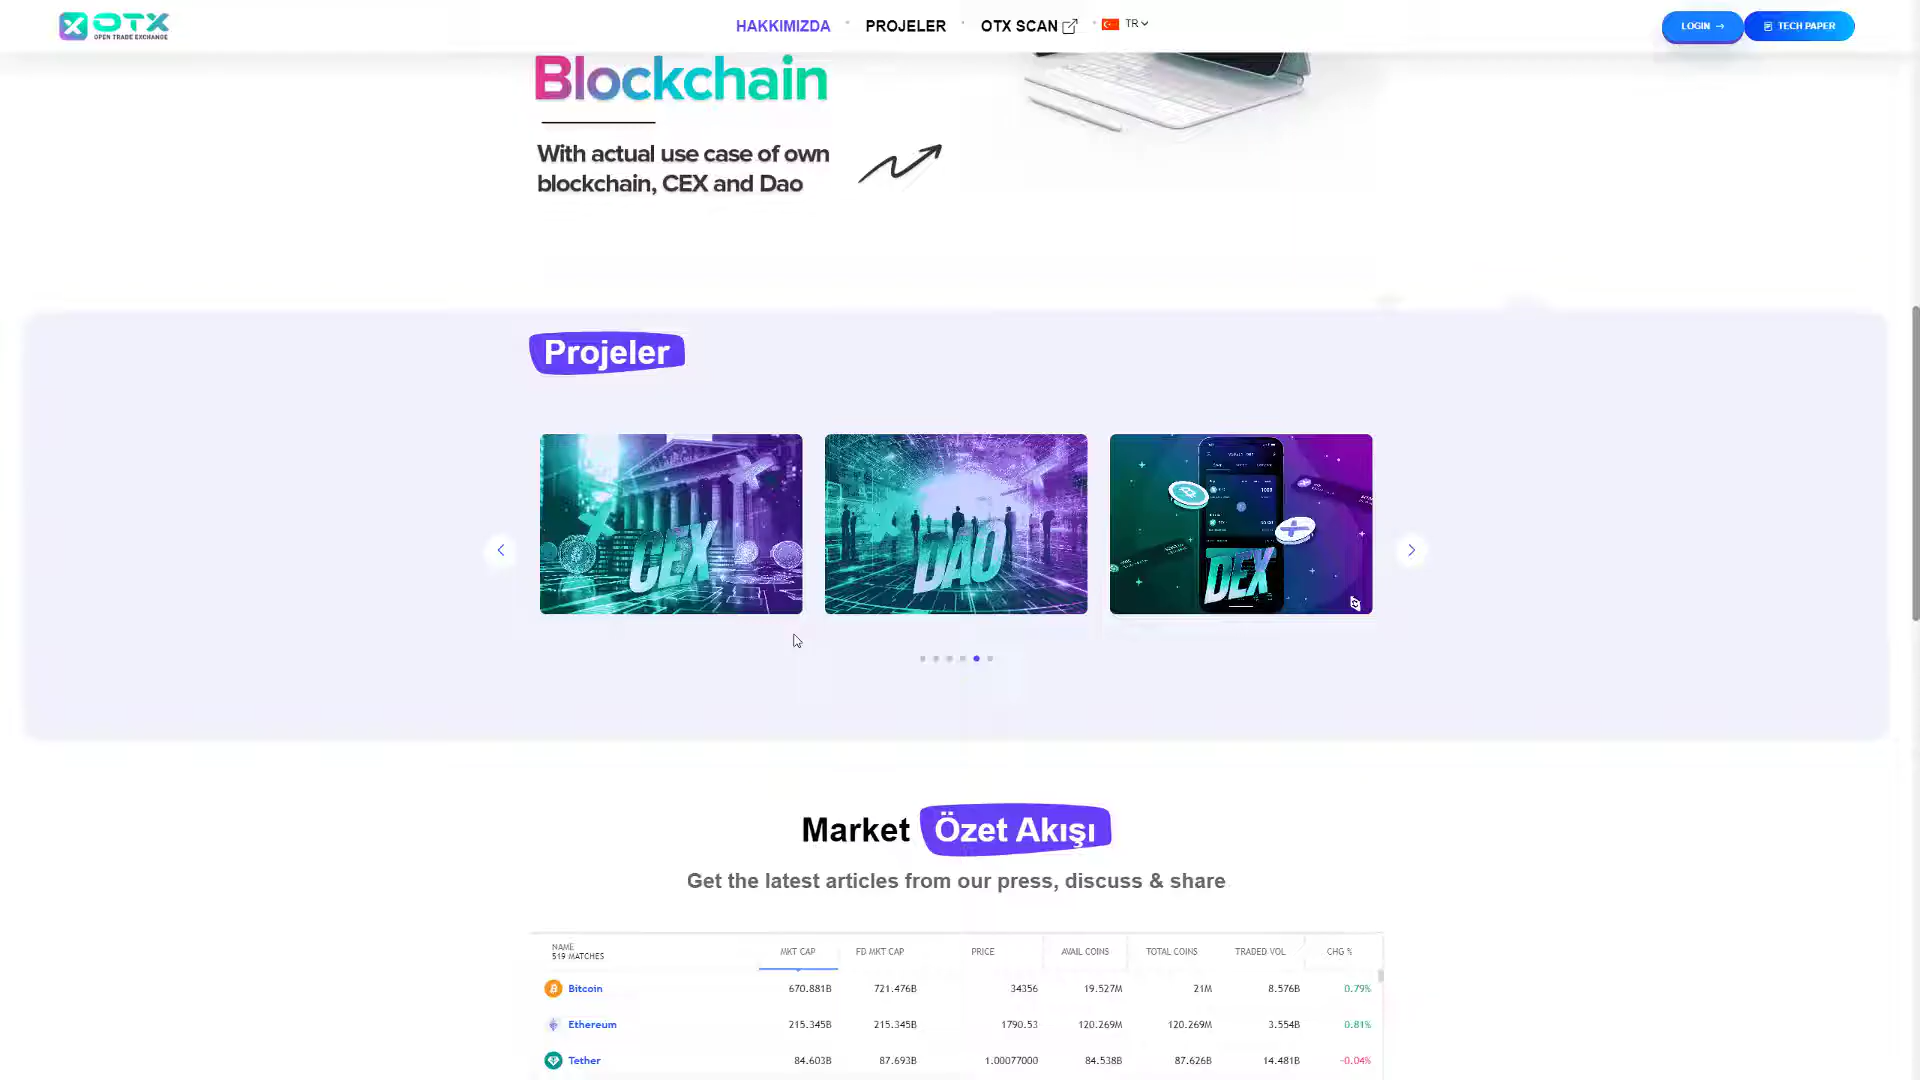 OTX
OPEN TRADE EXCHANGE
HAKKIMIZDA
PROJELER
OTX SCAN
TR
LOGIN →
TECH PAPER
Blockchain
With actual use case of own
blockchain, CEX and Dao
Projeler
CEX
DAO
DEX
Market Özet Akışı
Get the latest articles from our press, discuss & share
NAME
519 MATCHES
MKT CAP FD MKT CAP PRICE AVAIL COINS TOTAL COINS TRADED VOL CHG %
Bitcoin 670.881B 721.476B 34356 19.527M 21M 8.576B 0.79%
Ethereum 215.345B 215.345B 1790.53 120.269M 120.269M 3.554B 0.81%
Tether 84.603B 87.693B 1.00077000 84.538B 87.626B 14.481B -0.04%